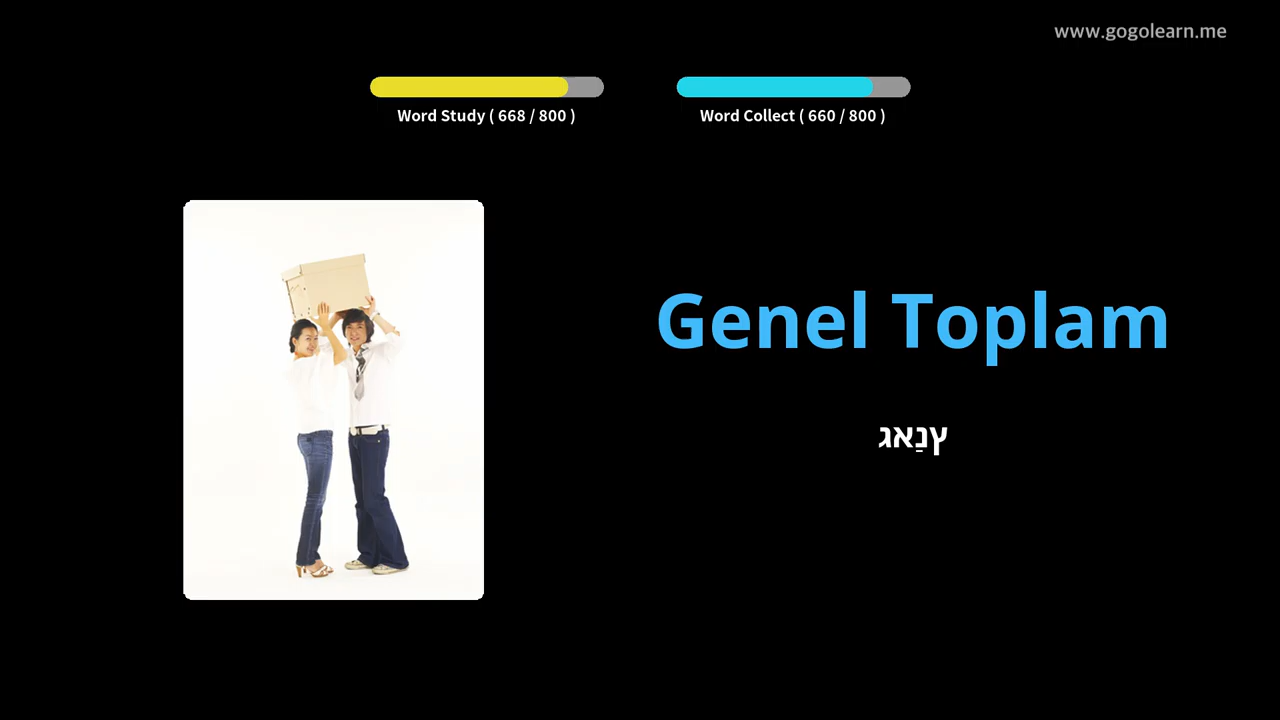 www.gogolearn.me
Word Study ( 668 / 800 )
Word Collect ( 660 / 800 )
Genel Toplam
ץנַאג